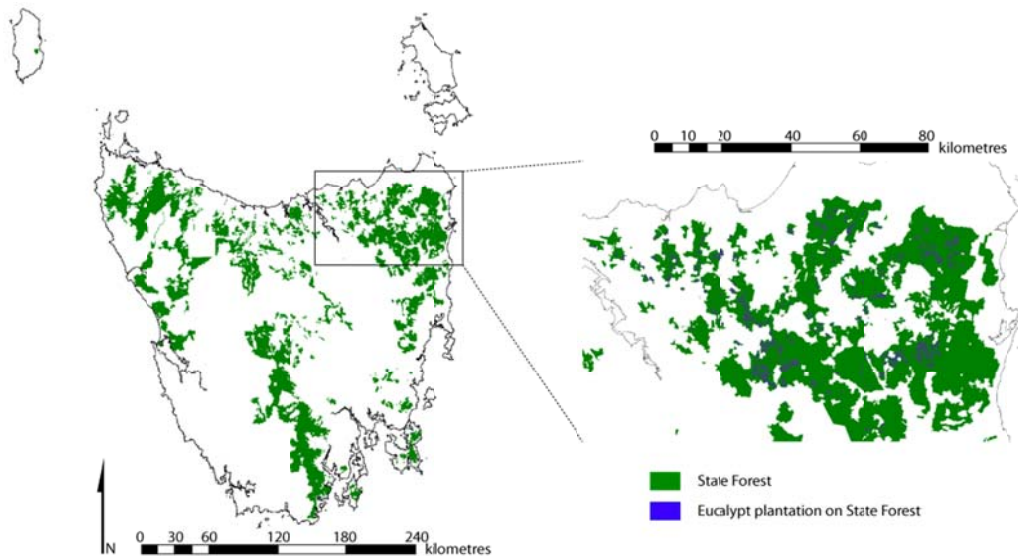 0 10 20 40 60 80 kilometres
State Forest
Eucalypt plantation on State Forest
N
0 30 60 120 180 240 kilometres